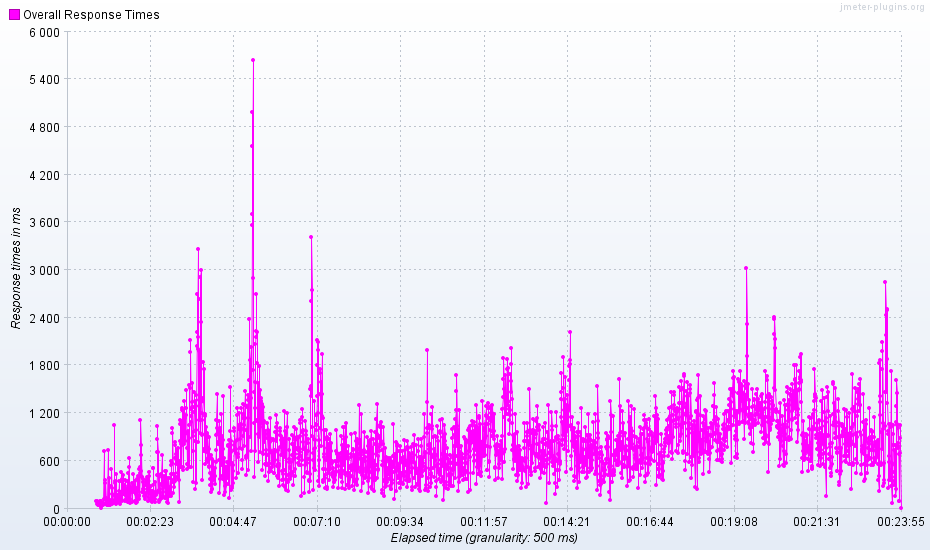 jmeter-plugins.org
Overall Response Times
6 000
5 400
4 800
4 200
3 600
3 000
2 400
1 800
1 200
600
0
Response times in ms
00:00:00 00:02:23 00:04:47 00:07:10 00:09:34 00:11:57 00:14:21 00:16:44 00:19:08 00:21:31 00:23:55
Elapsed time (granularity: 500 ms)